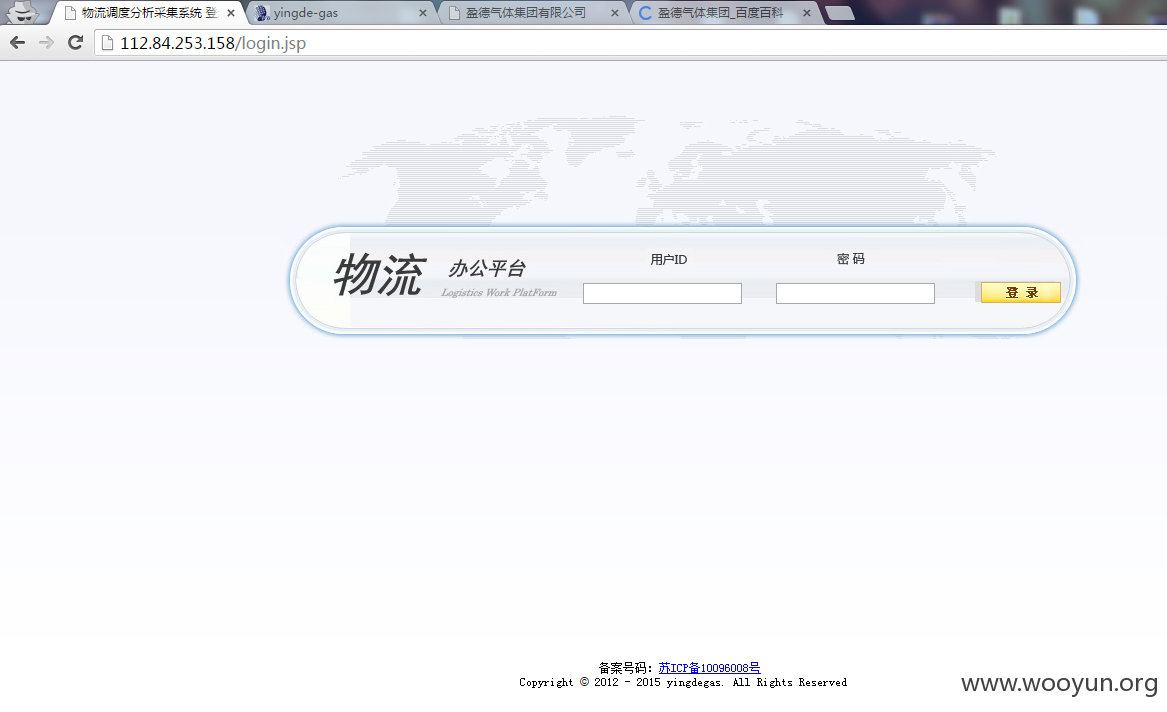 物流调度分析采集系统 登
yingde-gas
盈德气体集团有限公司
盈德气体集团_百度百科
112.84.253.158/login.jsp
物流 办公平台
Logistics Work PlatForm
用户ID
密 码
登 录
备案号码：苏ICP备10096008号
Copyright © 2012 - 2015 yingdegas. All Rights Reserved
www.wooyun.org